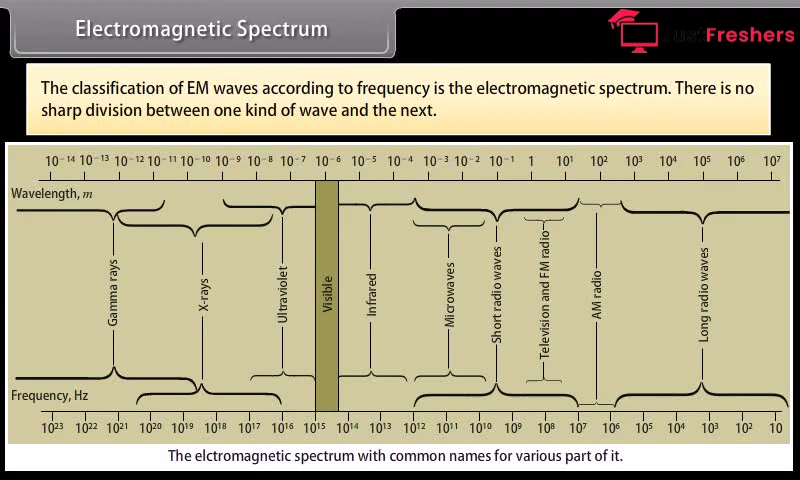 Electromagnetic Spectrum
Just Freshers
The classification of EM waves according to frequency is the electromagnetic spectrum. There is no
sharp division between one kind of wave and the next.
10⁻¹⁴ 10⁻¹³ 10⁻¹² 10⁻¹¹ 10⁻¹⁰ 10⁻⁹ 10⁻⁸ 10⁻⁷ 10⁻⁶ 10⁻⁵ 10⁻⁴ 10⁻³ 10⁻² 10⁻¹ 1 10¹ 10² 10³ 10⁴ 10⁵ 10⁶ 10⁷
Wavelength, m
Gamma rays
X-rays
Ultraviolet
Visible
Infrared
Microwaves
Short radio waves
Television and FM radio
AM radio
Long radio waves
Frequency, Hz
10²³ 10²² 10²¹ 10²⁰ 10¹⁹ 10¹⁸ 10¹⁷ 10¹⁶ 10¹⁵ 10¹⁴ 10¹³ 10¹² 10¹¹ 10¹⁰ 10⁹ 10⁸ 10⁷ 10⁶ 10⁵ 10⁴ 10³ 10² 10
The elctromagnetic spectrum with common names for various part of it.